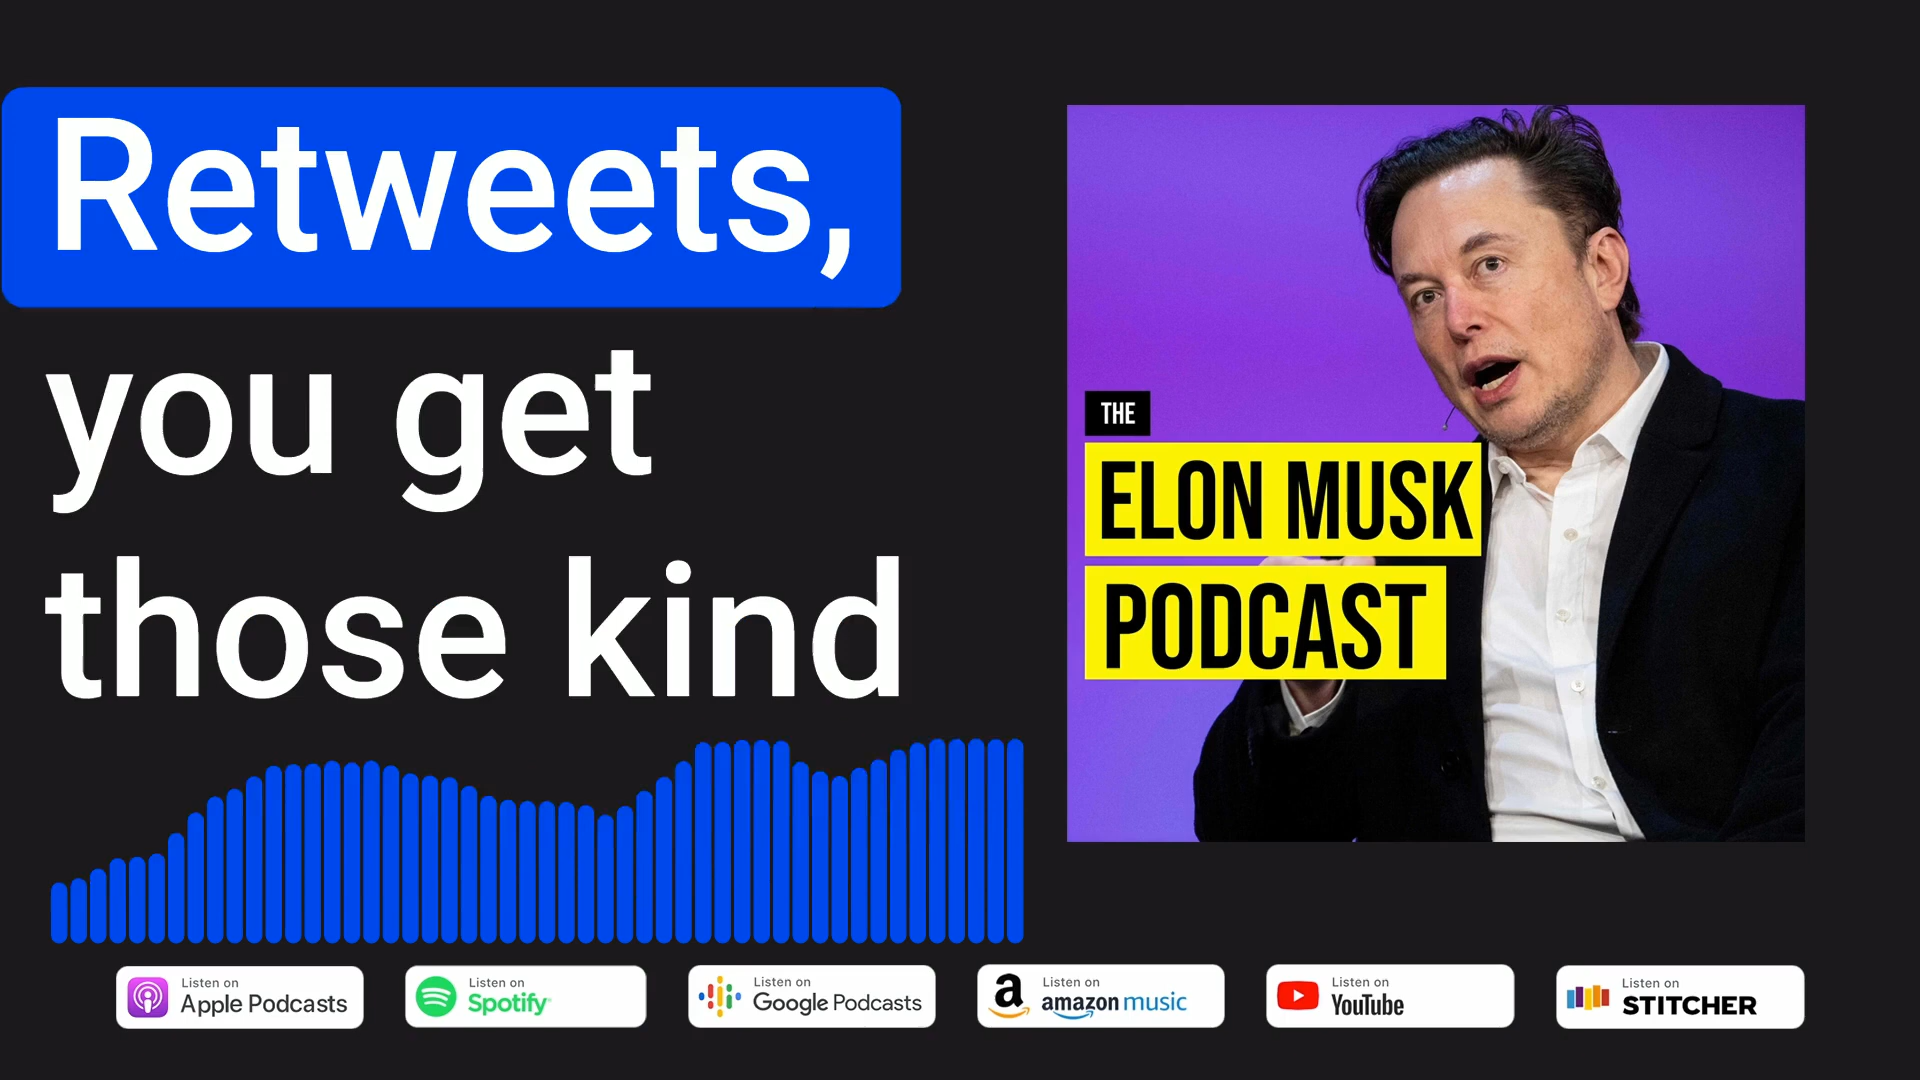 Retweets,
you get
those kind
THE
ELON MUSK
PODCAST
Listen on
Apple Podcasts
Listen on
Spotify
Listen on
Google Podcasts
a
Listen on
amazon music
Listen on
YouTube
Listen on
STITCHER